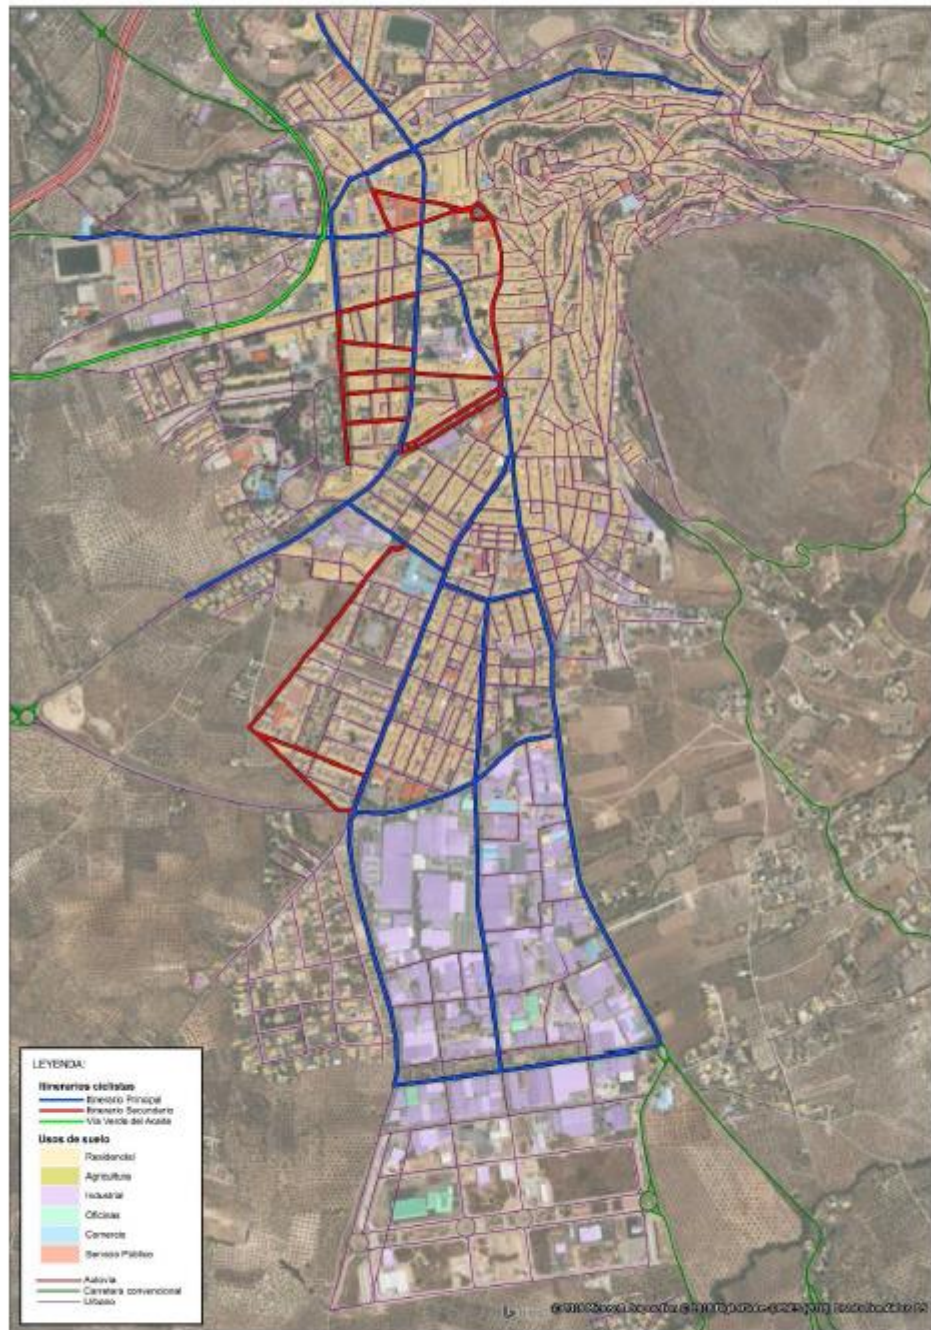 LEYENDA:
Itinerarios ciclistas
Itinerario Principal
Itinerario Secundario
Vía Verde del Aceite
Usos de suelo
Residencial
Agricultura
Industrial
Oficinas
Comercio
Servicio Público
Autovía
Carretera convencional
Urbano